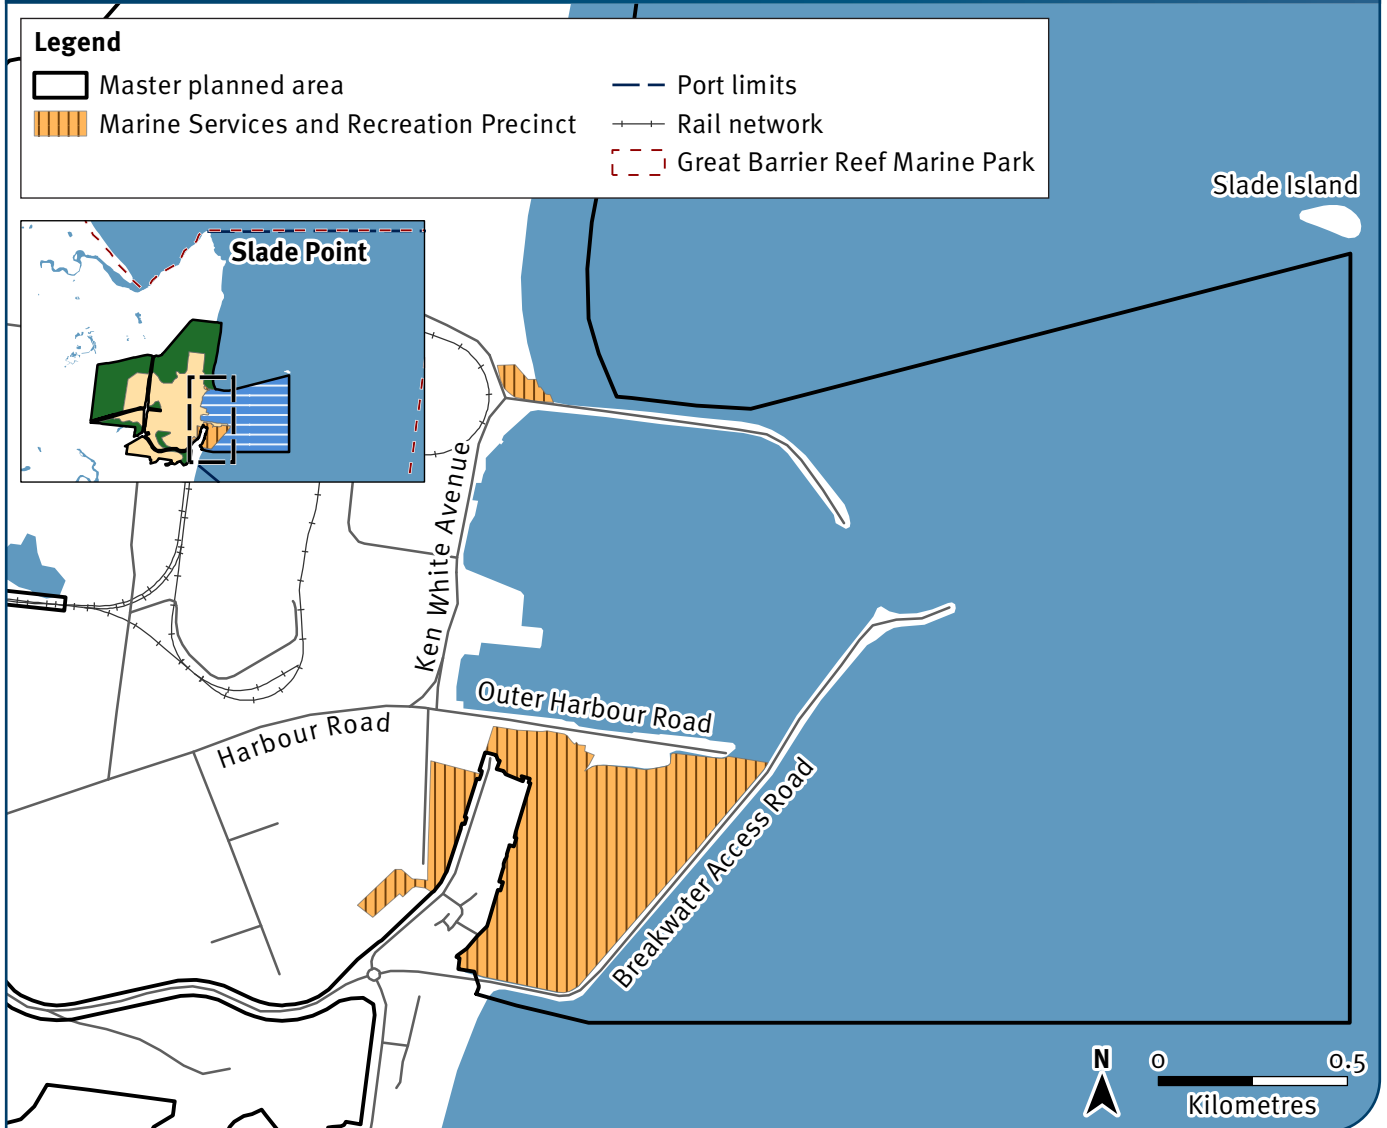 Legend
Master planned area
Marine Services and Recreation Precinct
Port limits
Rail network
Great Barrier Reef Marine Park
Slade Island
Slade Point
Ken White Avenue
Outer Harbour Road
Harbour Road
Breakwater Access Road
N
0 0.5
Kilometres